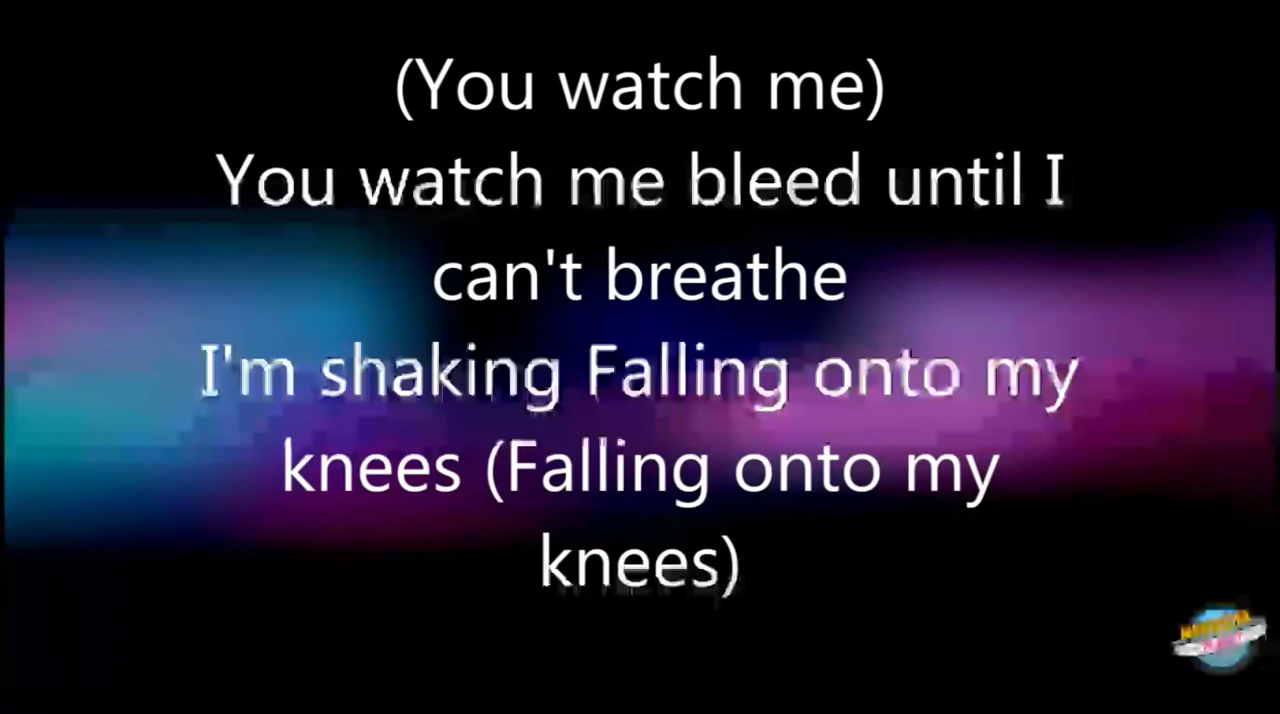 (You watch me)
You watch me bleed until I
can't breathe
I'm shaking Falling onto my
knees (Falling onto my
knees)